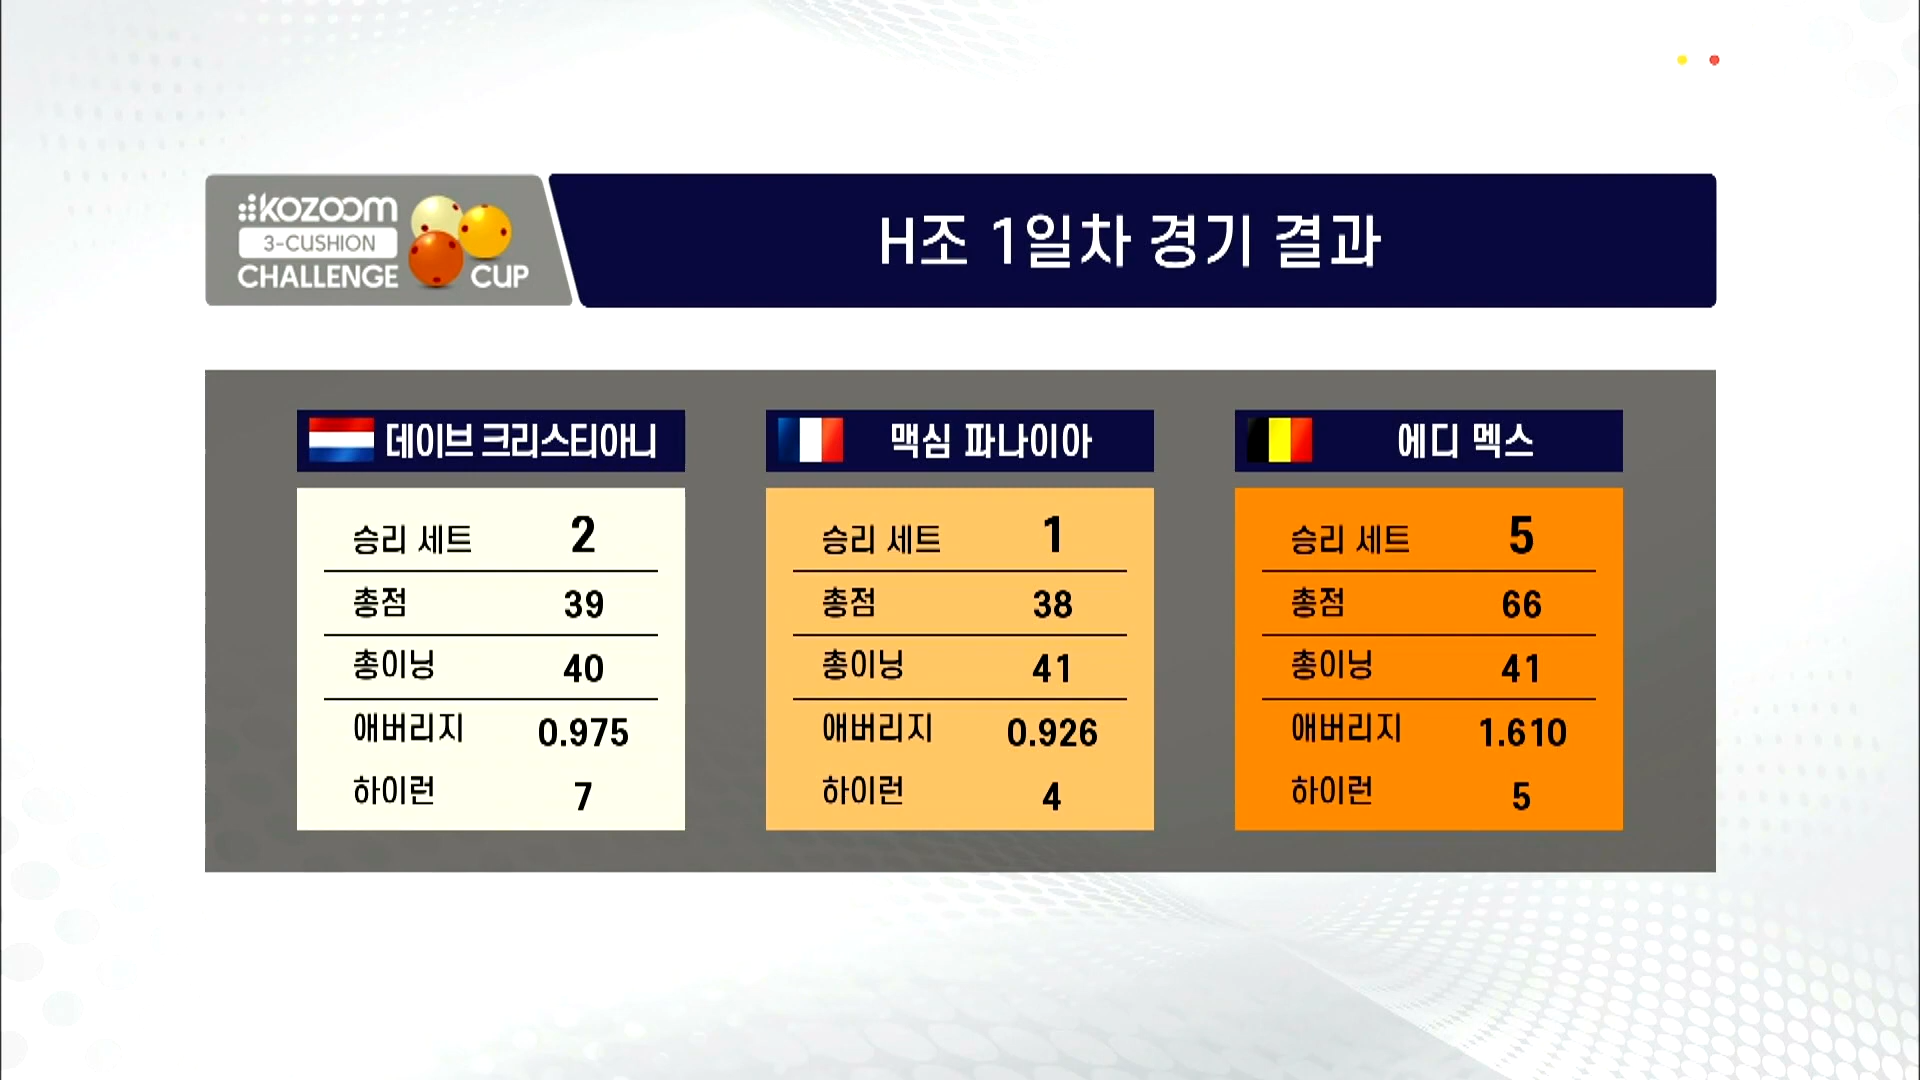 kozoom
3-CUSHION
CHALLENGE CUP
H조 1일차 경기 결과
데이브 크리스티아니
승리 세트 2
총점 39
총이닝 40
애버리지 0.975
하이런 7
맥심 파나이아
승리 세트 1
총점 38
총이닝 41
애버리지 0.926
하이런 4
에디 멕스
승리 세트 5
총점 66
총이닝 41
애버리지 1.610
하이런 5